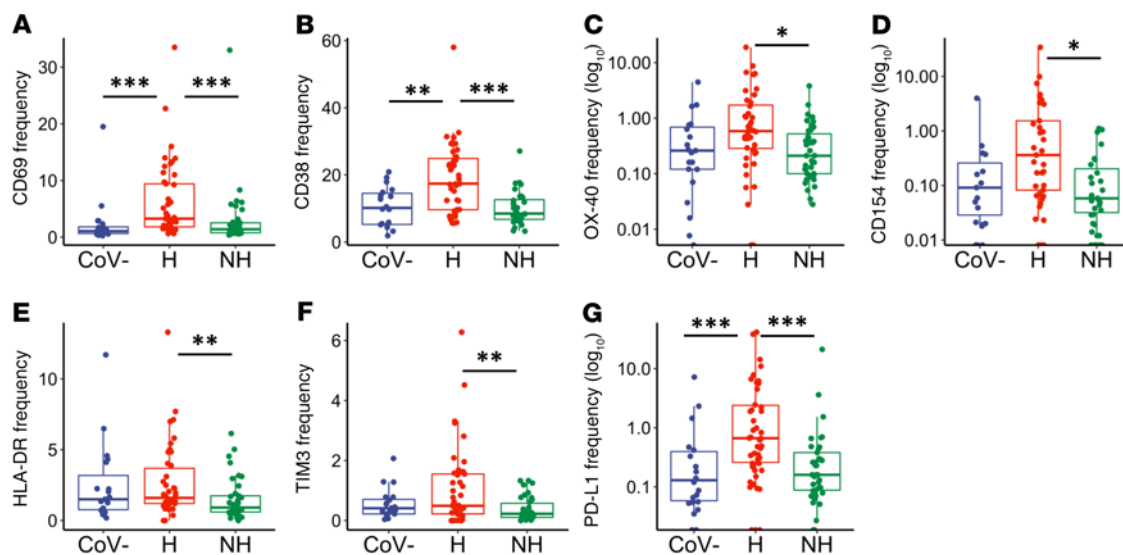 A
CD69 frequency
30
20
10
0
***
***
CoV- H NH
B
CD38 frequency
60
40
20
0
**
***
CoV- H NH
C
OX-40 frequency (log10)
10.00
1.00
0.10
0.01
*
CoV- H NH
D
CD154 frequency (log10)
10.00
1.00
0.10
0.01
*
CoV- H NH
E
HLA-DR frequency
10
5
0
**
CoV- H NH
F
TIM3 frequency
6
4
2
0
**
CoV- H NH
G
PD-L1 frequency (log10)
10.0
1.0
0.1
***
***
CoV- H NH